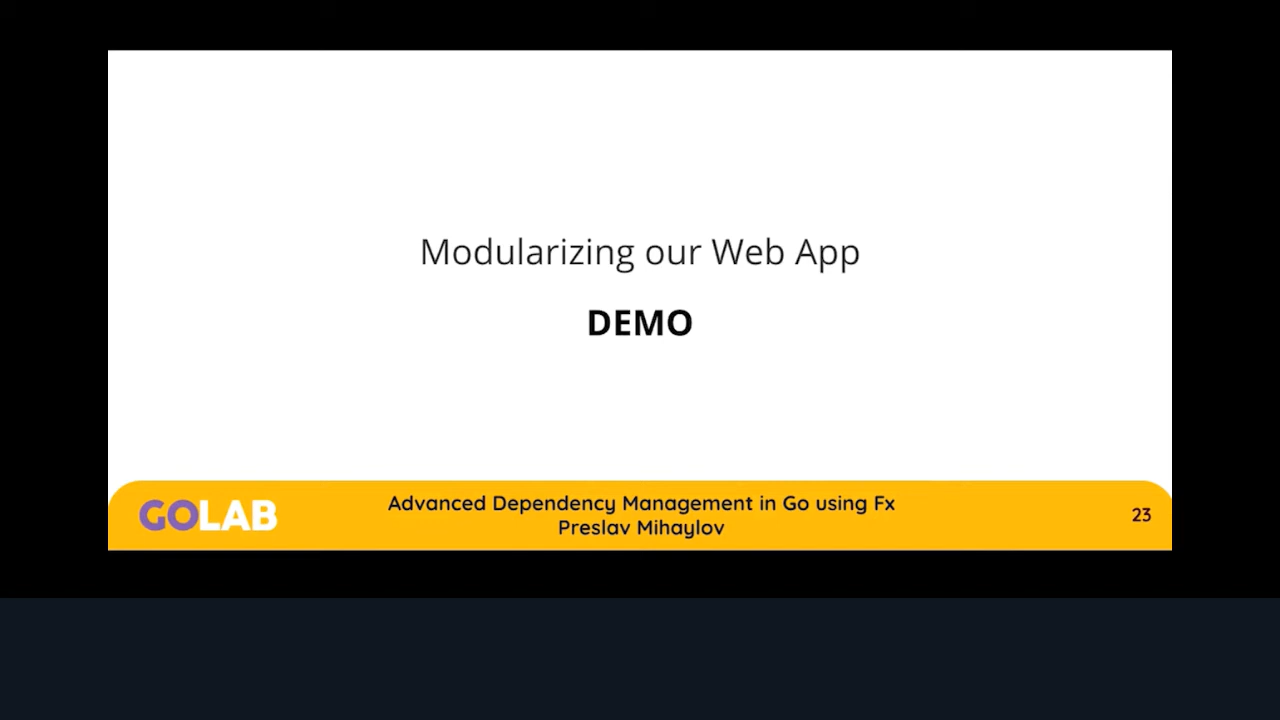 Modularizing our Web App
DEMO
GOLAB
Advanced Dependency Management in Go using Fx
Preslav Mihaylov
23